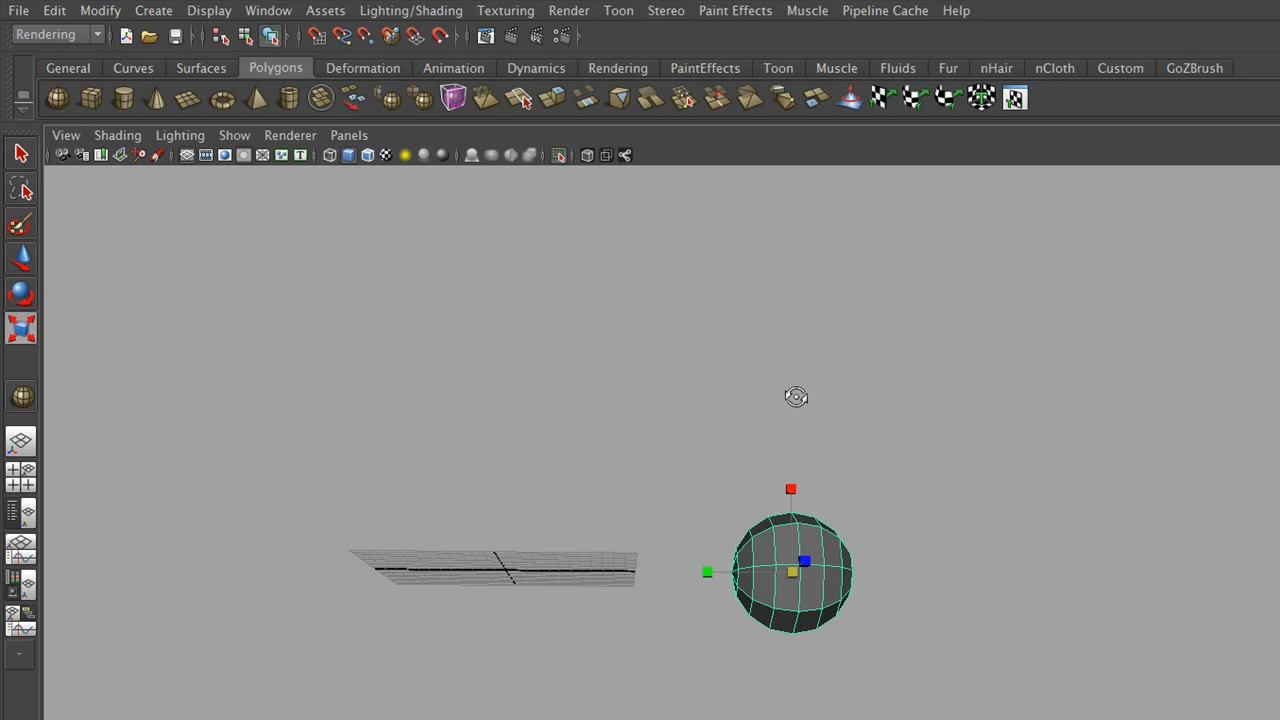 File Edit Modify Create Display Window Assets Lighting/Shading Texturing Render Toon Stereo Paint Effects Muscle Pipeline Cache Help
Rendering
General Curves Surfaces Polygons Deformation Animation Dynamics Rendering PaintEffects Toon Muscle Fluids Fur nHair nCloth Custom GoZBrush
View Shading Lighting Show Renderer Panels